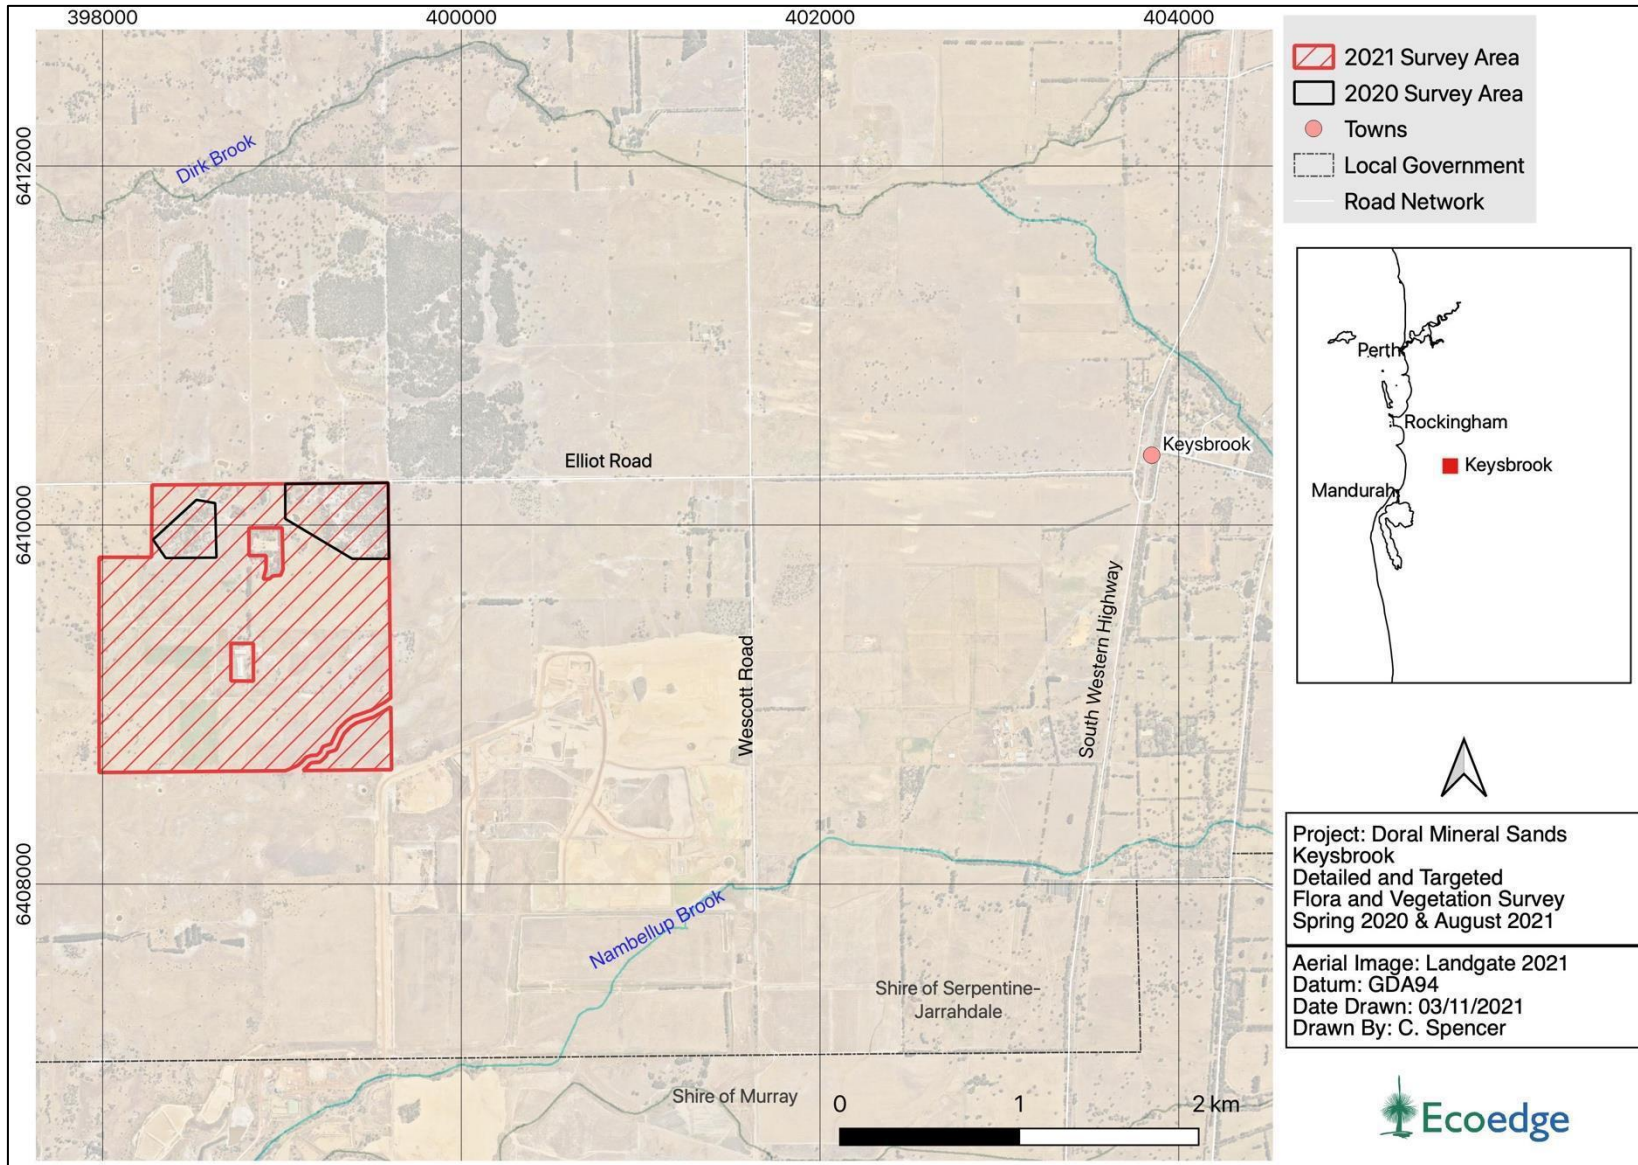 398000
400000
402000
404000
6412000
6410000
6408000
Dirk Brook
Elliot Road
Keysbrook
Wescott Road
South Western Highway
Nambellup Brook
Shire of Serpentine-
Jarrahdale
Shire of Murray
0 1 2 km
2021 Survey Area
2020 Survey Area
Towns
Local Government
Road Network
Perth
Rockingham
Keysbrook
Mandurah
Project: Doral Mineral Sands
Keysbrook
Detailed and Targeted
Flora and Vegetation Survey
Spring 2020 & August 2021
Aerial Image: Landgate 2021
Datum: GDA94
Date Drawn: 03/11/2021
Drawn By: C. Spencer
Ecoedge